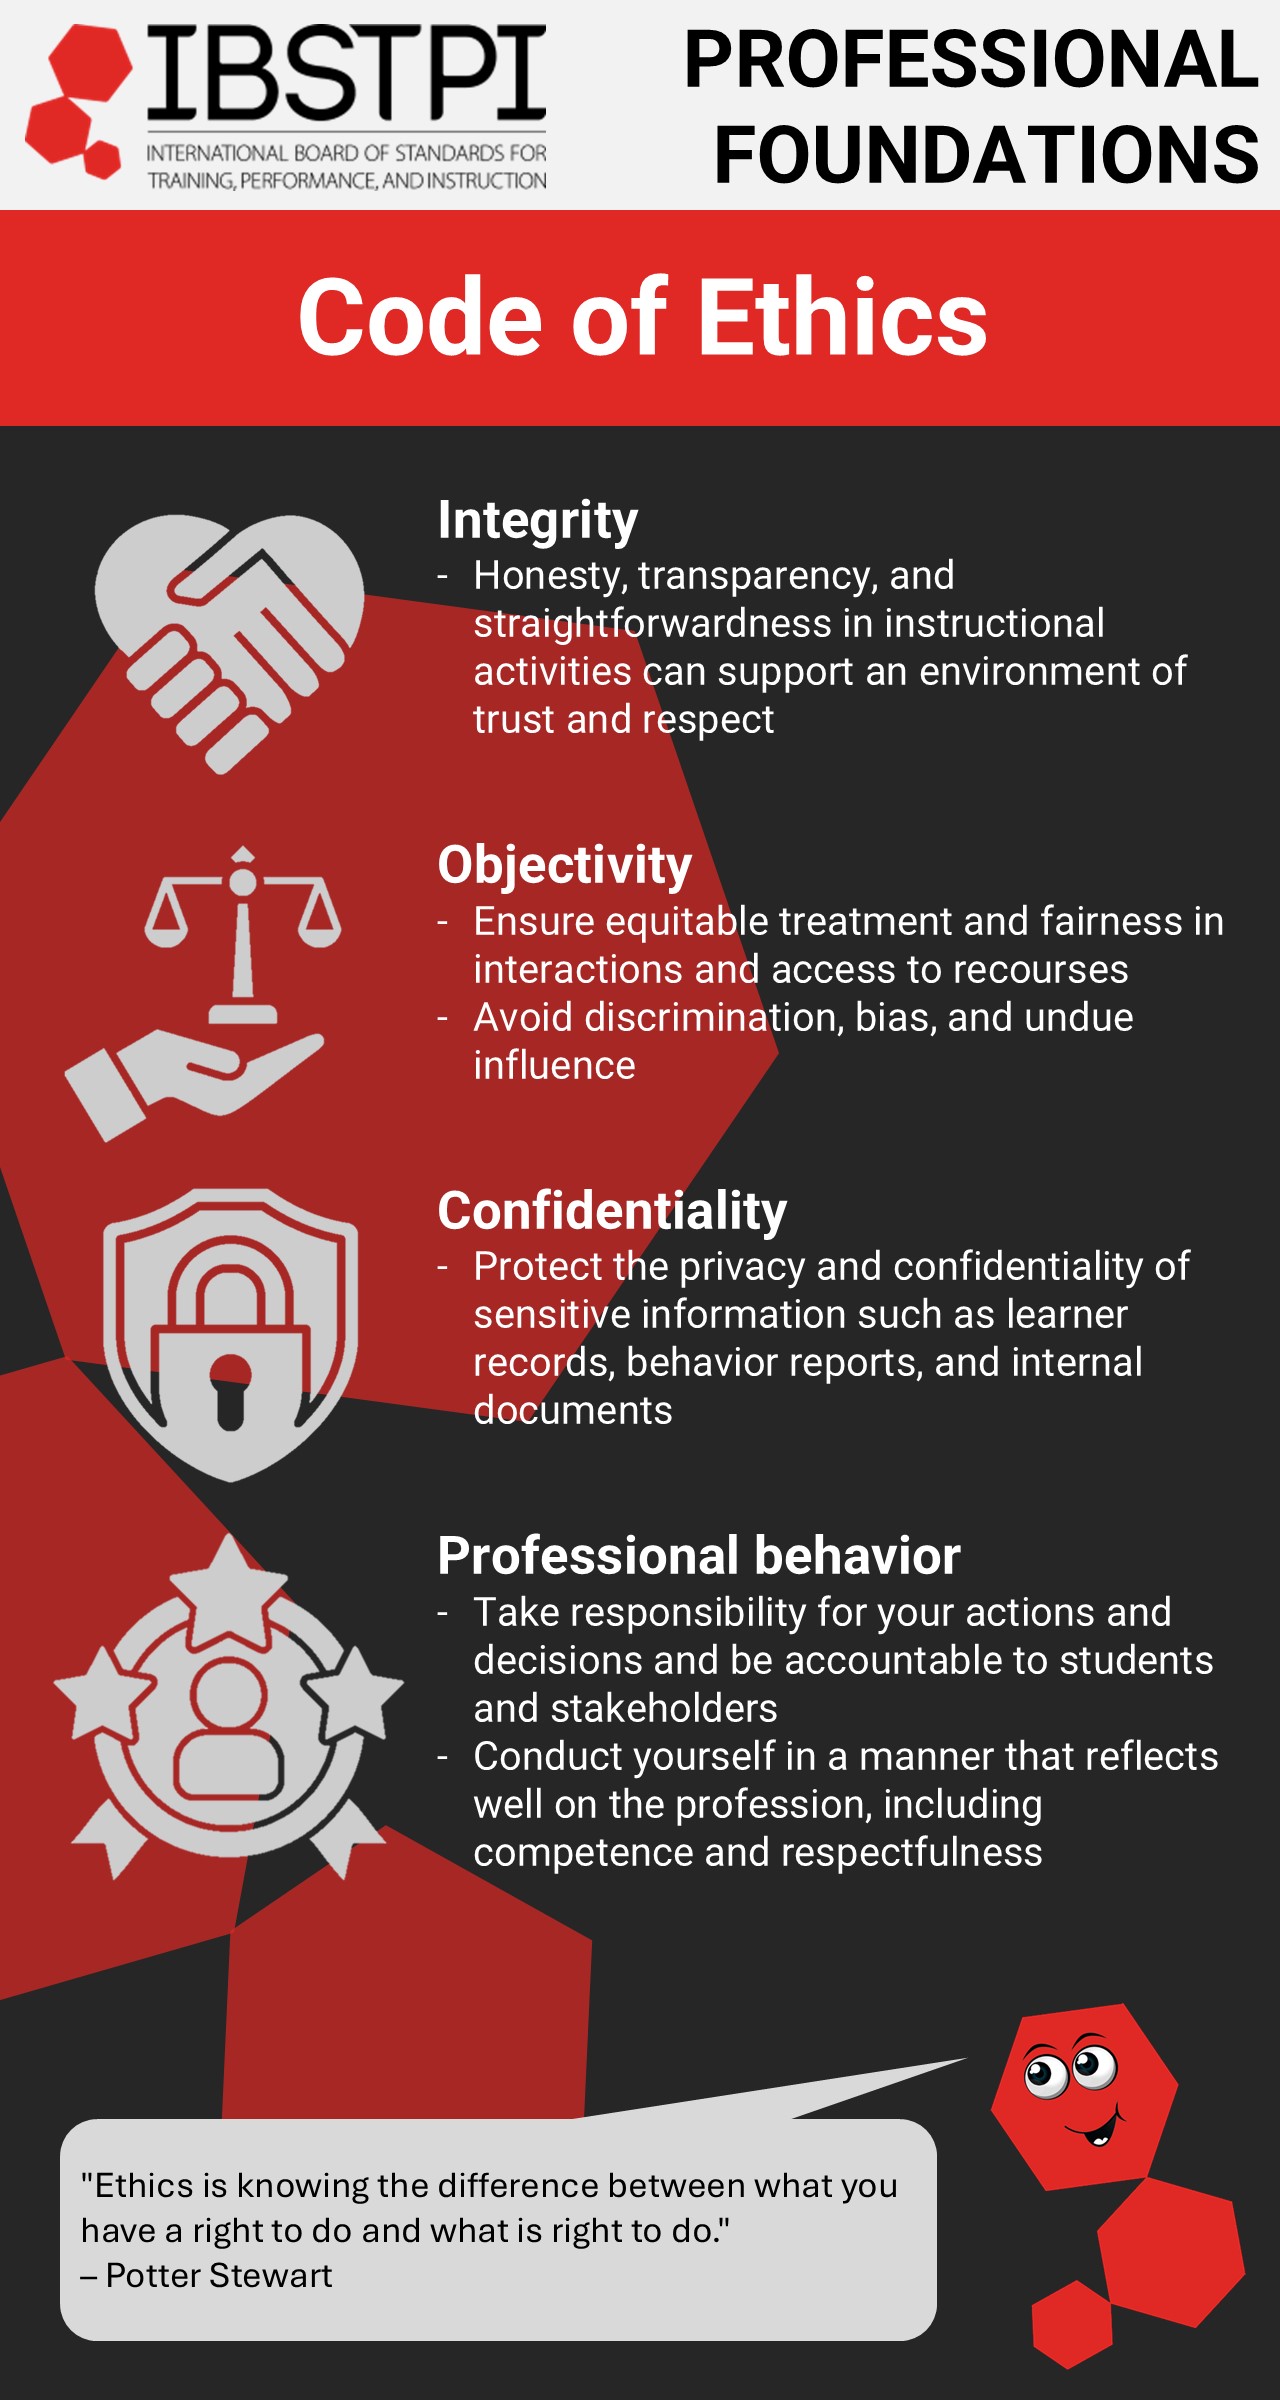 IBSTPI
INTERNATIONAL BOARD OF STANDARDS FOR
TRAINING, PERFORMANCE, AND INSTRUCTION
PROFESSIONAL
FOUNDATIONS
Code of Ethics
Integrity
- Honesty, transparency, and
straightforwardness in instructional
activities can support an environment of
trust and respect
Objectivity
- Ensure equitable treatment and fairness in
interactions and access to recourses
- Avoid discrimination, bias, and undue
influence
Confidentiality
- Protect the privacy and confidentiality of
sensitive information such as learner
records, behavior reports, and internal
documents
Professional behavior
- Take responsibility for your actions and
decisions and be accountable to students
and stakeholders
- Conduct yourself in a manner that reflects
well on the profession, including
competence and respectfulness
"Ethics is knowing the difference between what you
have a right to do and what is right to do."
– Potter Stewart